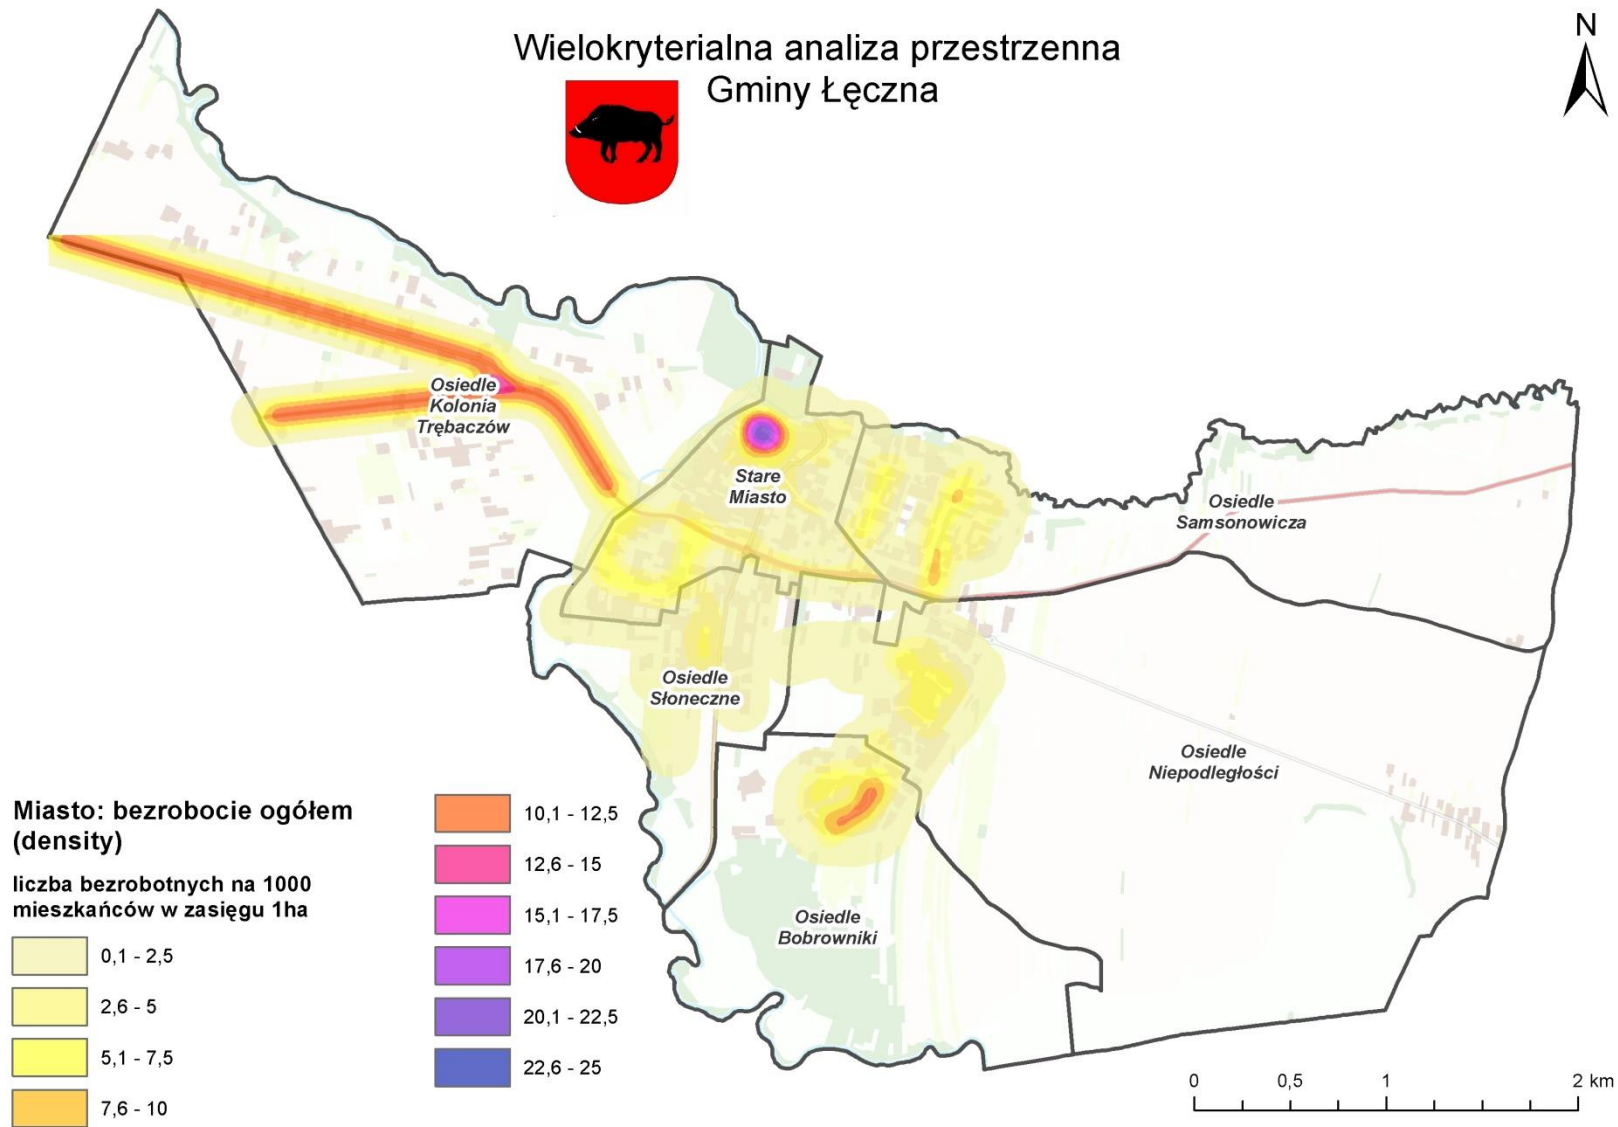 Wielokryterialna analiza przestrzenna
Gminy Łęczna
N
Osiedle
Kolonia
Trębaczów
Stare
Miasto
Osiedle
Samsonowicza
Osiedle
Słoneczne
Osiedle
Niepodległości
Osiedle
Bobrowniki
Miasto: bezrobocie ogółem
(density)
liczba bezrobotnych na 1000
mieszkańców w zasięgu 1ha
0,1 - 2,5
2,6 - 5
5,1 - 7,5
7,6 - 10
10,1 - 12,5
12,6 - 15
15,1 - 17,5
17,6 - 20
20,1 - 22,5
22,6 - 25
0 0,5 1 2 km